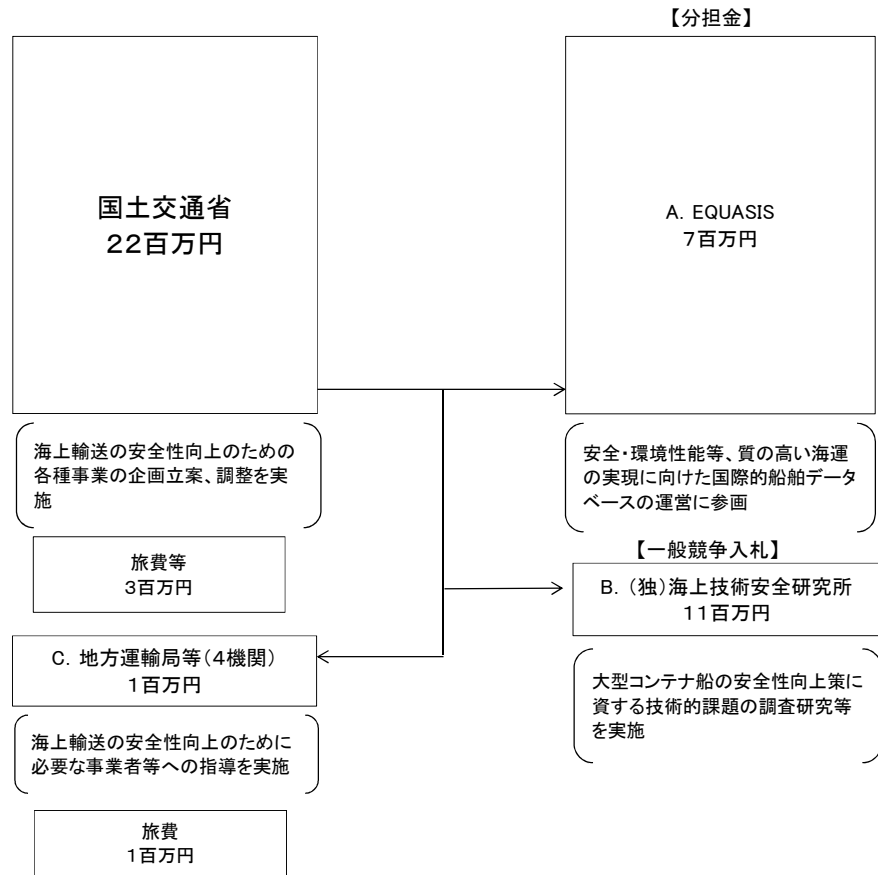 国土交通省
22百万円
海上輸送の安全性向上のための
各種事業の企画立案、調整を実
施
旅費等
3百万円
C. 地方運輸局等(4機関)
1百万円
海上輸送の安全性向上のために
必要な事業者等への指導を実施
旅費
1百万円
【分担金】
A. EQUASIS
7百万円
安全・環境性能等、質の高い海運
の実現に向けた国際的船舶データ
ベースの運営に参画
【一般競争入札】
B. (独)海上技術安全研究所
11百万円
大型コンテナ船の安全性向上策に
資する技術的課題の調査研究等
を実施